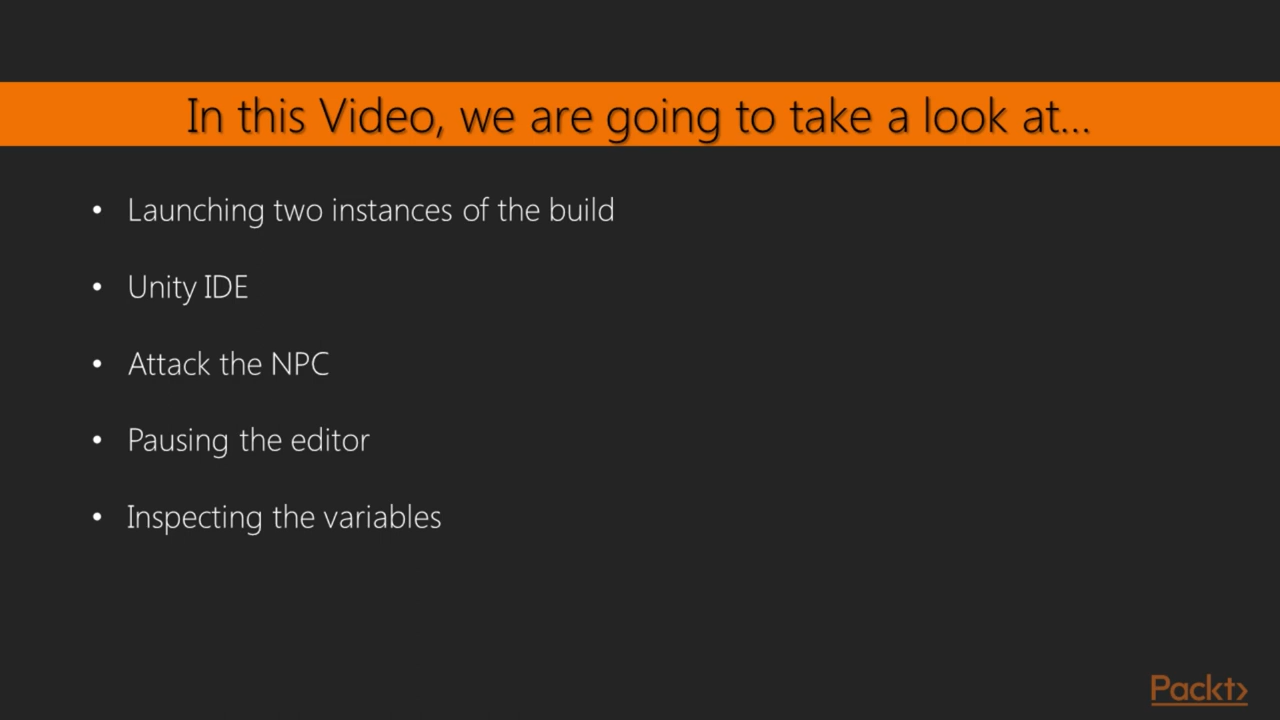 In this Video, we are going to take a look at...
• Launching two instances of the build
• Unity IDE
• Attack the NPC
• Pausing the editor
• Inspecting the variables
Packt>